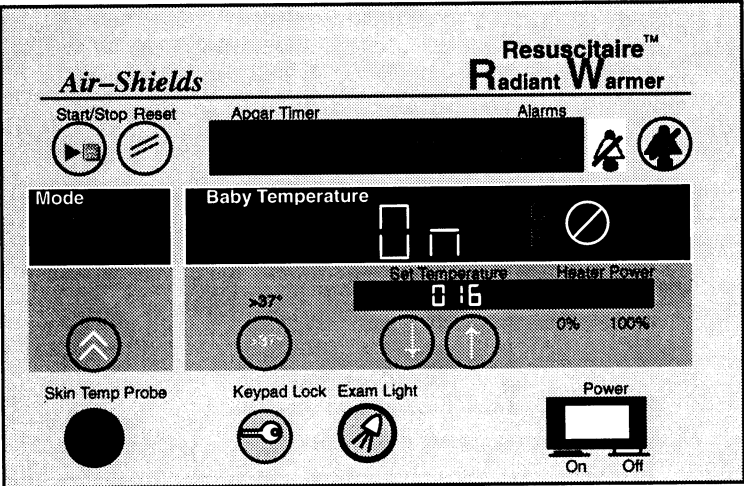 Resuscitaire™
Air–Shields
Radiant Warmer
Start/Stop Reset
Apgar Timer
Alarms
Mode
Baby Temperature
On
Set Temperature
Heater Power
>37°
016
>37°
0% 100%
Skin Temp Probe
Keypad Lock
Exam Light
Power
On
Off